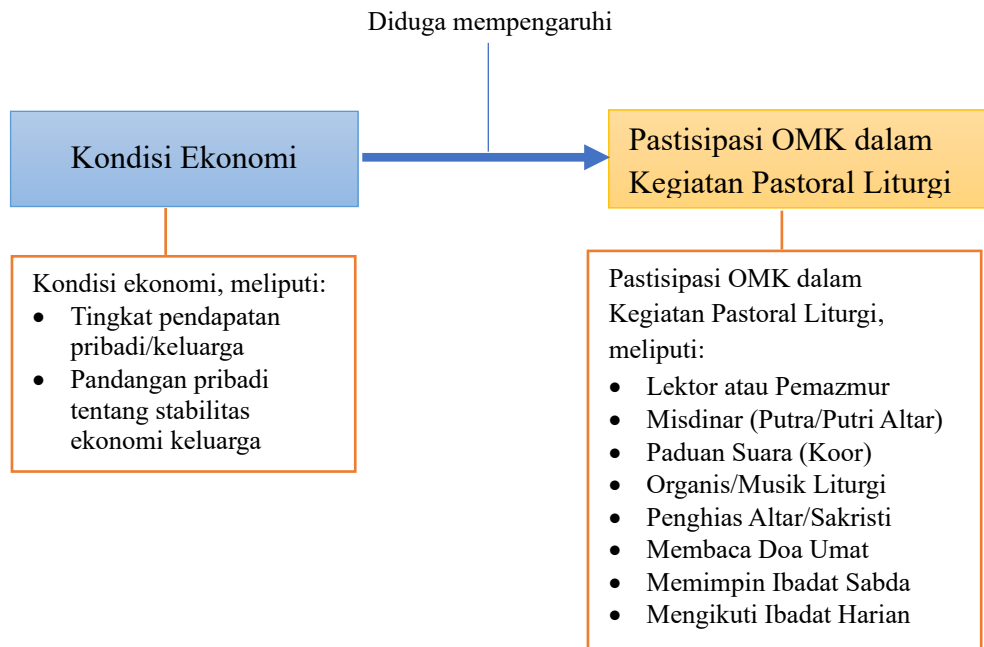 Diduga mempengaruhi
Kondisi Ekonomi
Pastisipasi OMK dalam
Kegiatan Pastoral Liturgi
Kondisi ekonomi, meliputi:
• Tingkat pendapatan
pribadi/keluarga
• Pandangan pribadi
tentang stabilitas
ekonomi keluarga
Pastisipasi OMK dalam
Kegiatan Pastoral Liturgi,
meliputi:
• Lektor atau Pemazmur
• Misdinar (Putra/Putri Altar)
• Paduan Suara (Koor)
• Organis/Musik Liturgi
• Penghias Altar/Sakristi
• Membaca Doa Umat
• Memimpin Ibadat Sabda
• Mengikuti Ibadat Harian